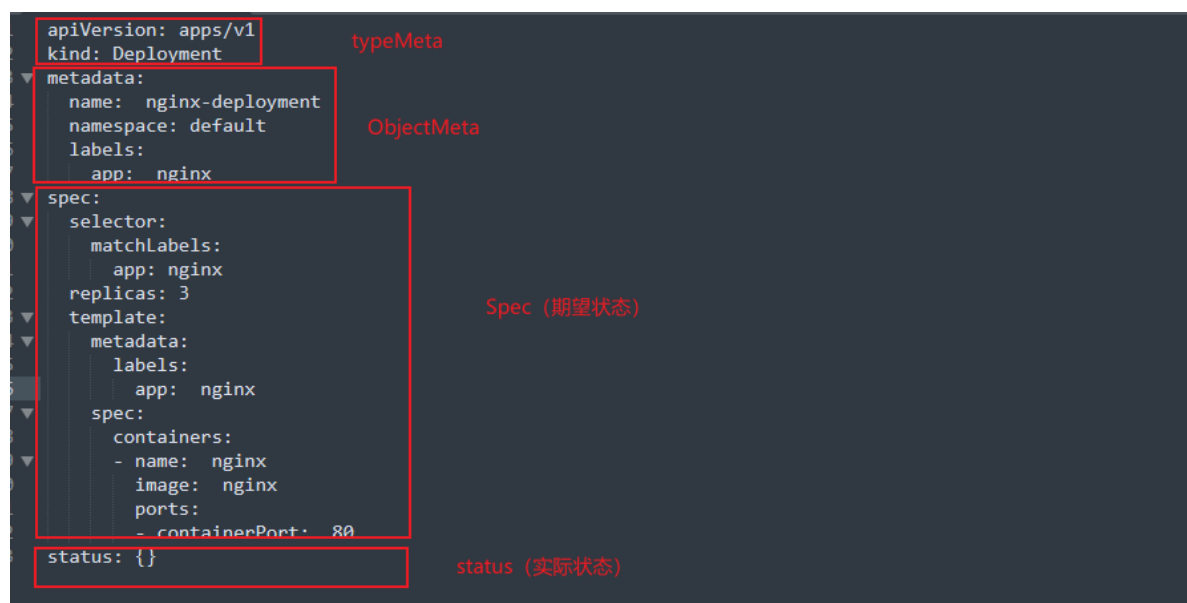 apiVersion: apps/v1
kind: Deployment
typeMeta
metadata:
  name:  nginx-deployment
  namespace: default
ObjectMeta
  labels:
    app:  nginx
spec:
  selector:
    matchLabels:
      app: nginx
  replicas: 3
Spec（期望状态）
  template:
    metadata:
      labels:
        app:  nginx
    spec:
      containers:
      - name:  nginx
        image:  nginx
        ports:
        - containerPort:  80
status: {}
status（实际状态）